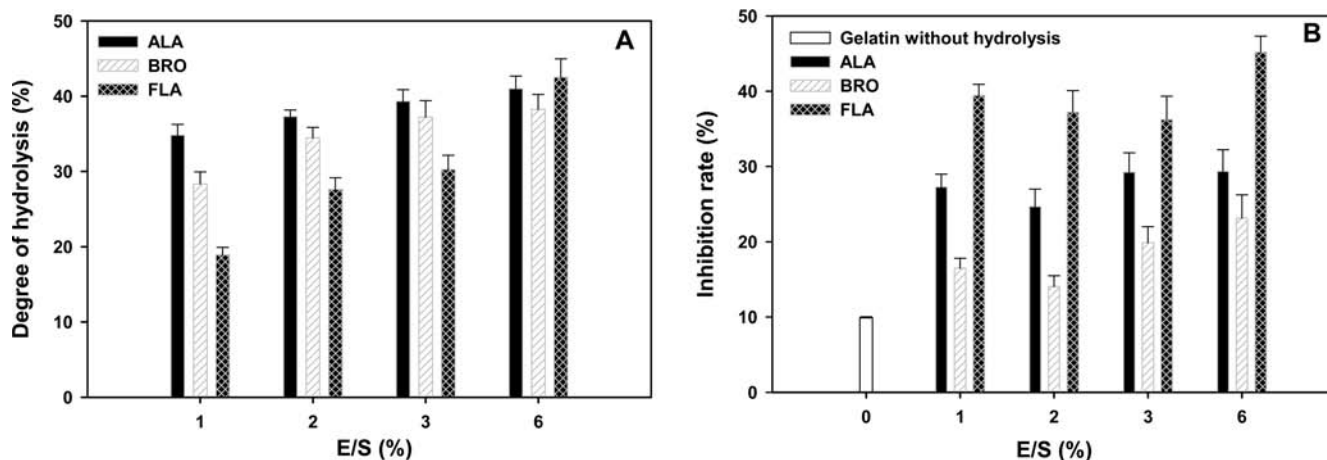 A
ALA
BRO
FLA
Degree of hydrolysis (%)
50
40
30
20
10
0
1 2 3 6
E/S (%)
B
Gelatin without hydrolysis
ALA
BRO
FLA
Inhibition rate (%)
50
40
30
20
10
0
0 1 2 3 6
E/S (%)